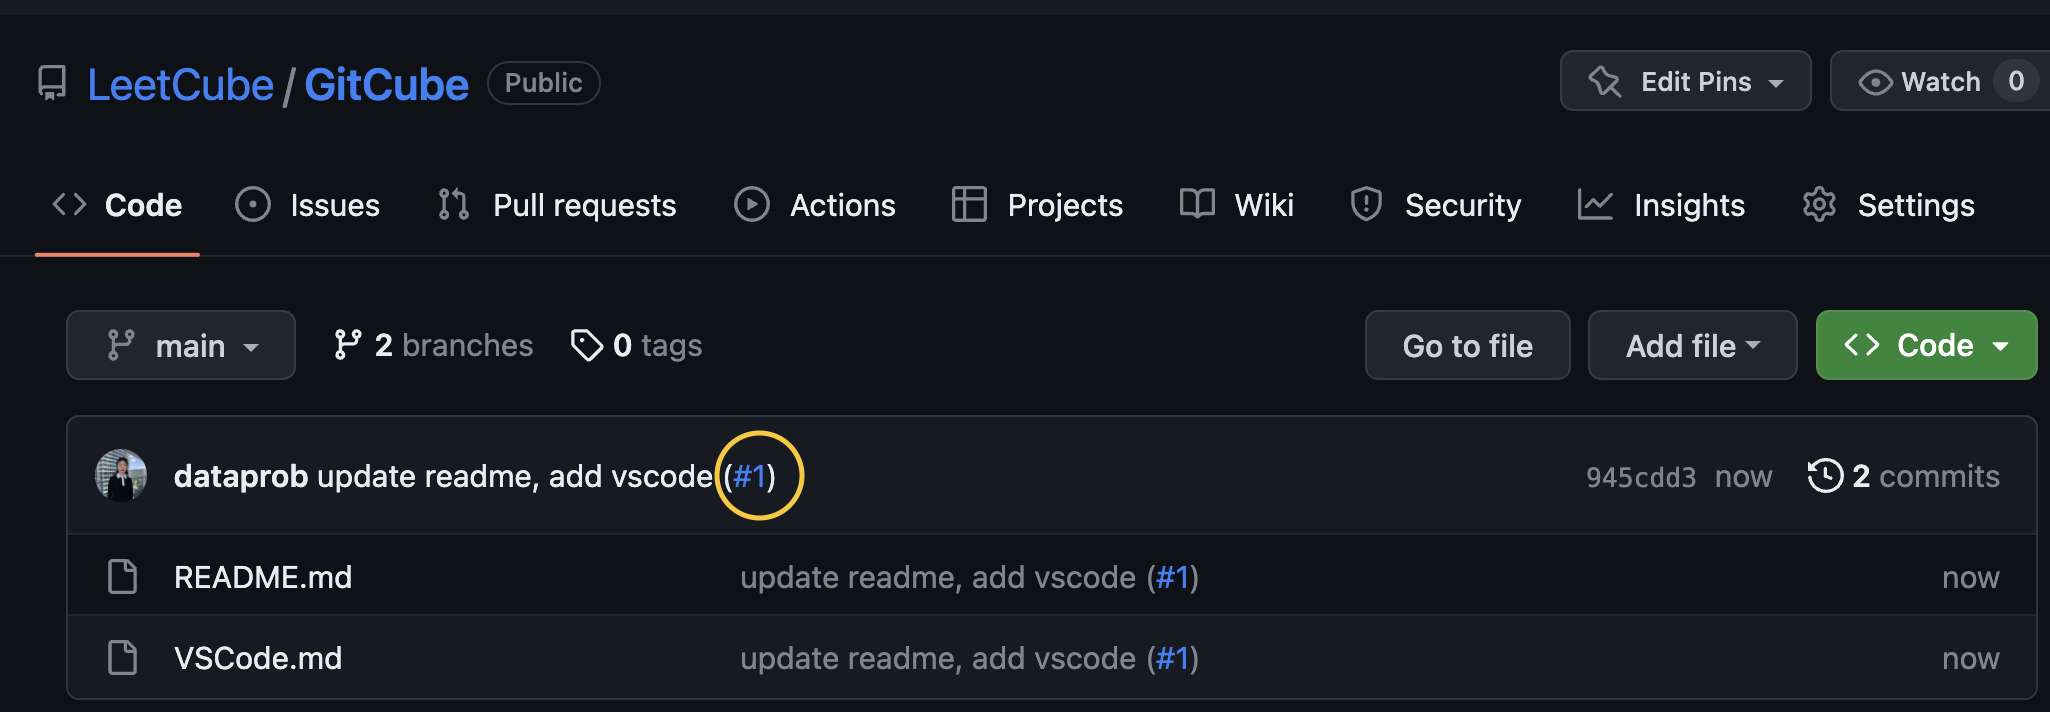 LeetCube / GitCube Public Edit Pins Watch 0
Code Issues Pull requests Actions Projects Wiki Security Insights Settings
main 2 branches 0 tags Go to file Add file Code
dataprob update readme, add vscode (#1) 945cdd3 now 2 commits
README.md update readme, add vscode (#1) now
VSCode.md update readme, add vscode (#1) now